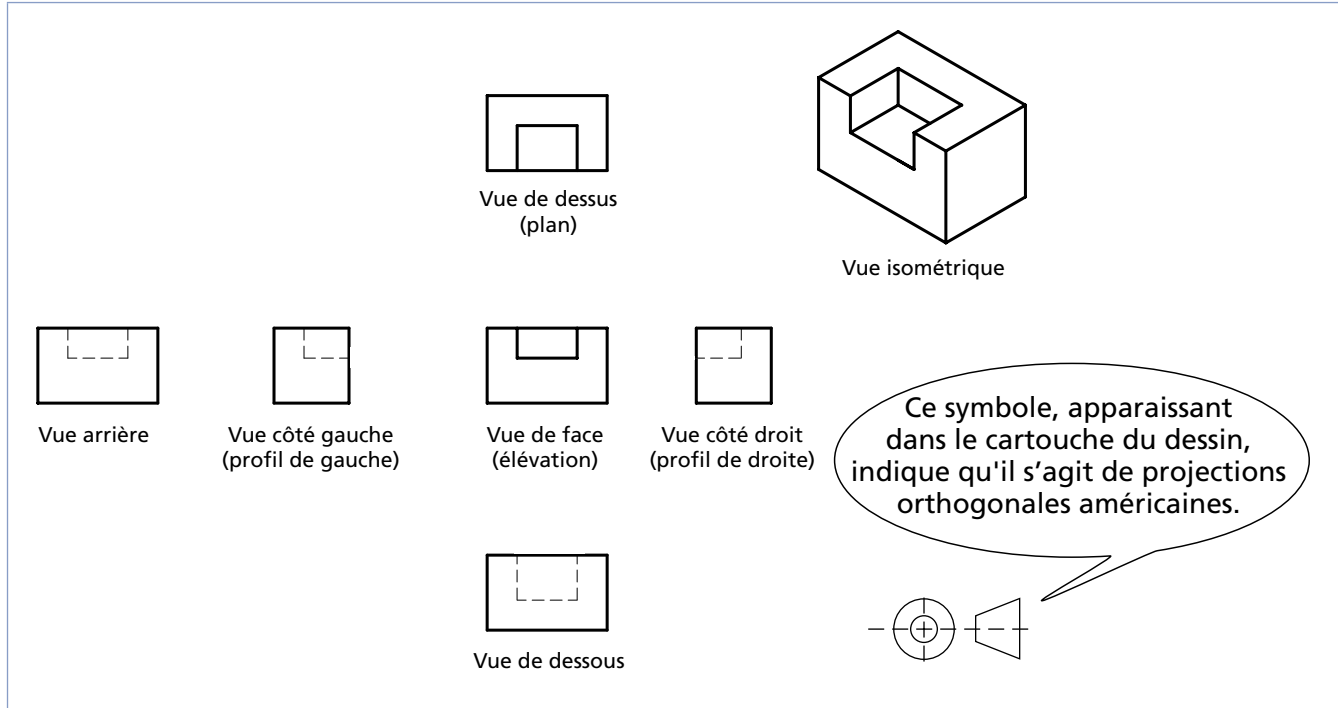 Vue de dessus
(plan)
Vue isométrique
Vue arrière
Vue côté gauche
(profil de gauche)
Vue de face
(élévation)
Vue côté droit
(profil de droite)
Ce symbole, apparaissant
dans le cartouche du dessin,
indique qu'il s’agit de projections
orthogonales américaines.
Vue de dessous